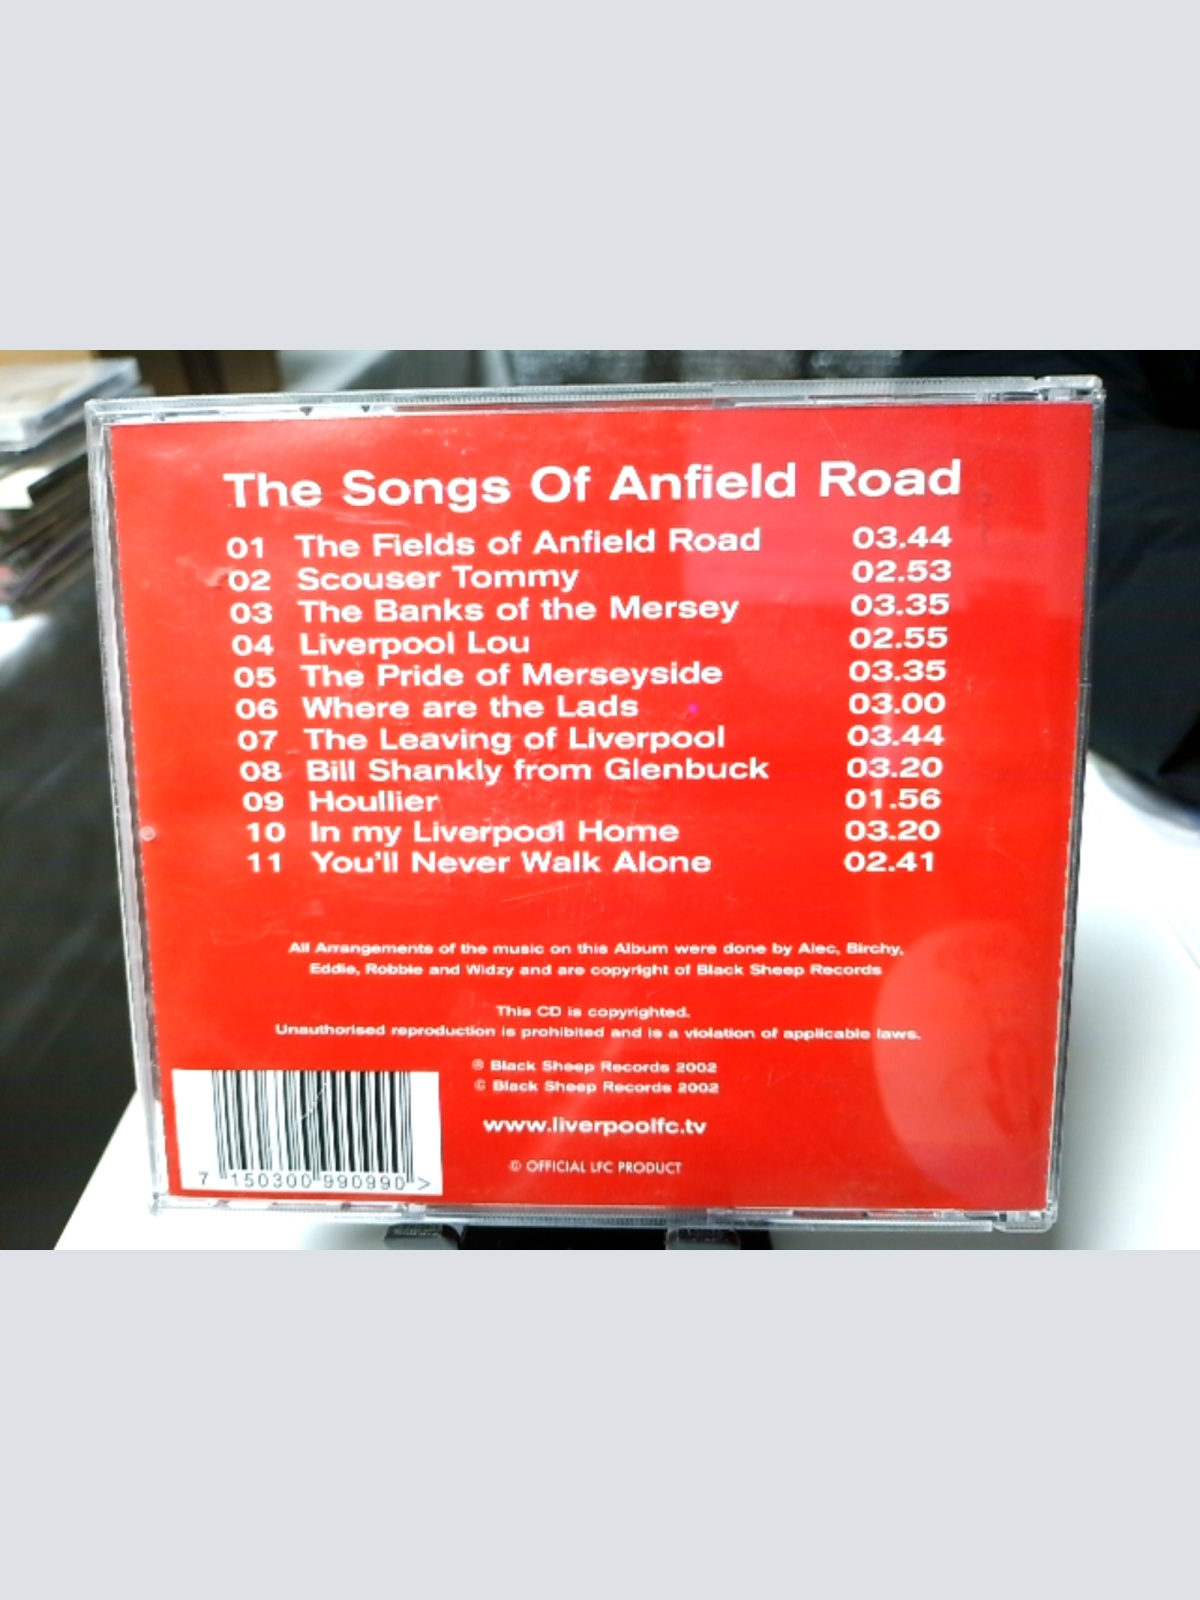 The Songs Of Anfield Road
01 The Fields of Anfield Road 03.44
02 Scouser Tommy 02.53
03 The Banks of the Mersey 03.35
04 Liverpool Lou 02.55
05 The Pride of Merseyside 03.35
06 Where are the Lads 03.00
07 The Leaving of Liverpool 03.44
08 Bill Shankly from Glenbuck 03.20
09 Houllier 01.56
10 In my Liverpool Home 03.20
11 You'll Never Walk Alone 02.41
All Arrangements of the music on this Album were done by Alec, Birchy,
Eddie, Robbie and Widzy and are copyright of Black Sheep Records
This CD is copyrighted.
Unauthorised reproduction is prohibited and is a violation of applicable laws.
℗ Black Sheep Records 2002
© Black Sheep Records 2002
www.liverpoolfc.tv
© OFFICIAL LFC PRODUCT
7 150300 990990 >